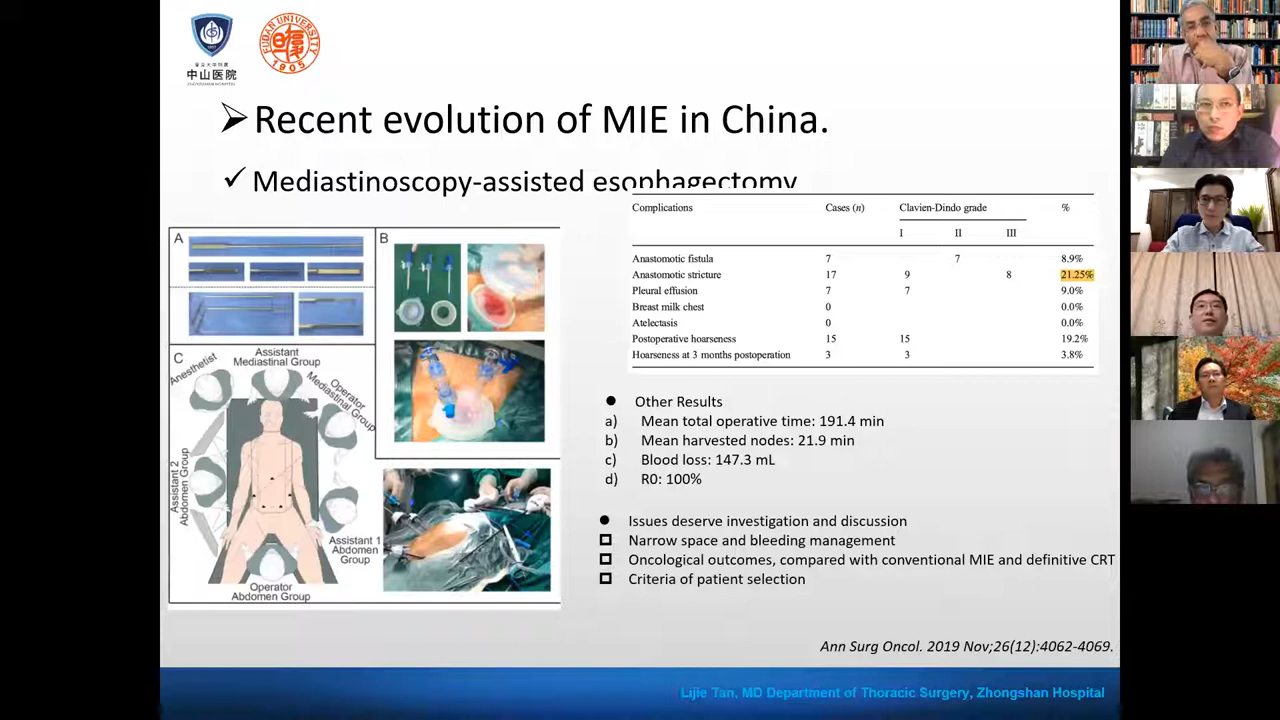 中山医院
FUDAN UNIVERSITY
1905
Recent evolution of MIE in China.
Mediastinoscopy-assisted esophagectomy
A
B
C
Anesthetist
Assistant
Mediastinal Group
Operator
Mediastinal Group
Assistant 2
Abdomen Group
Assistant 1
Abdomen
Group
Operator
Abdomen Group
Complications Cases (n) Clavien-Dindo grade %
I II III
Anastomotic fistula 7 7 8.9%
Anastomotic stricture 17 9 8 21.25%
Pleural effusion 7 7 9.0%
Breast milk chest 0 0.0%
Atelectasis 0 0.0%
Postoperative hoarseness 15 15 19.2%
Hoarseness at 3 months postoperation 3 3 3.8%
● Other Results
a) Mean total operative time: 191.4 min
b) Mean harvested nodes: 21.9 min
c) Blood loss: 147.3 mL
d) R0: 100%
● Issues deserve investigation and discussion
Narrow space and bleeding management
Oncological outcomes, compared with conventional MIE and definitive CRT
Criteria of patient selection
Ann Surg Oncol. 2019 Nov;26(12):4062-4069.
Lijie Tan, MD Department of Thoracic Surgery, Zhongshan Hospital